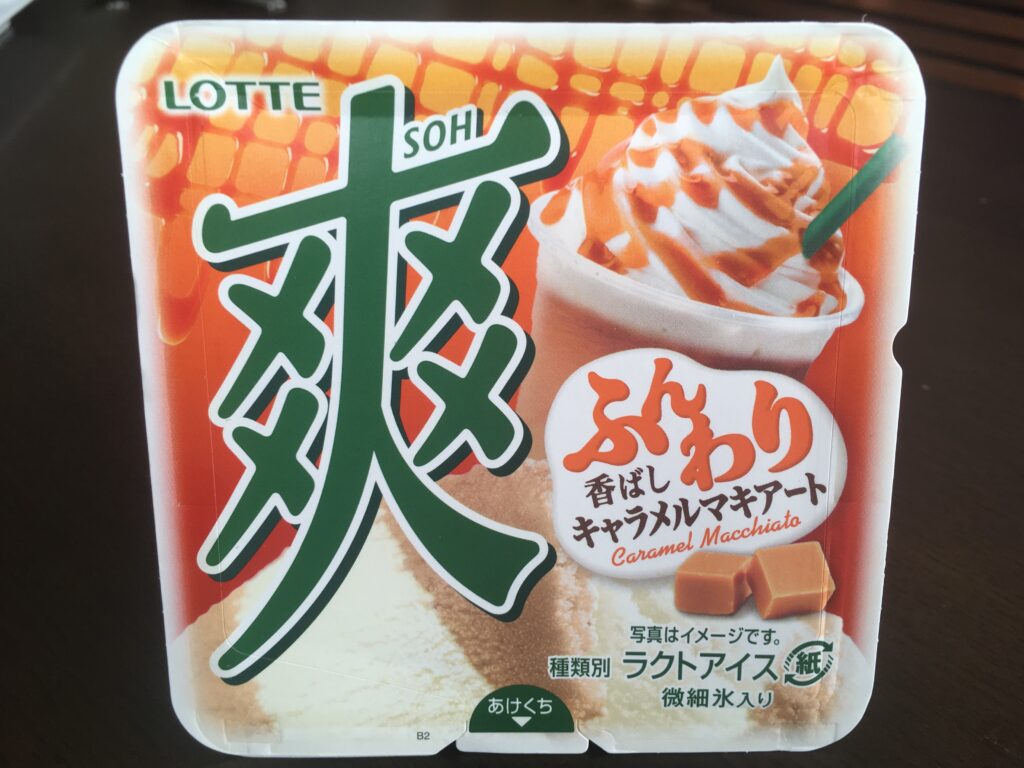 LOTTE
SOH
爽
ふんわり
香ばし
キャラメルマキアート
Caramel Macchiato
写真はイメージです。
種類別 ラクトアイス 紙
微細氷入り
あけくち
B2